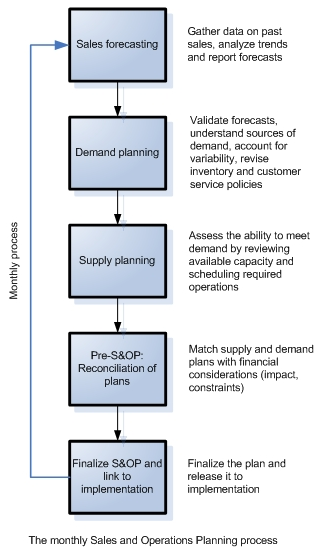 Sales forecasting
Gather data on past
sales, analyze trends
and report forecasts
Demand planning
Validate forecasts,
understand sources of
demand, account for
variability, revise
inventory and customer
service policies
Supply planning
Assess the ability to meet
demand by reviewing
available capacity and
scheduling required
operations
Monthly process
Pre-S&OP:
Reconciliation of
plans
Match supply and demand
plans with financial
considerations (impact,
constraints)
Finalize S&OP and
link to
implementation
Finalize the plan and
release it to
implementation
The monthly Sales and Operations Planning process